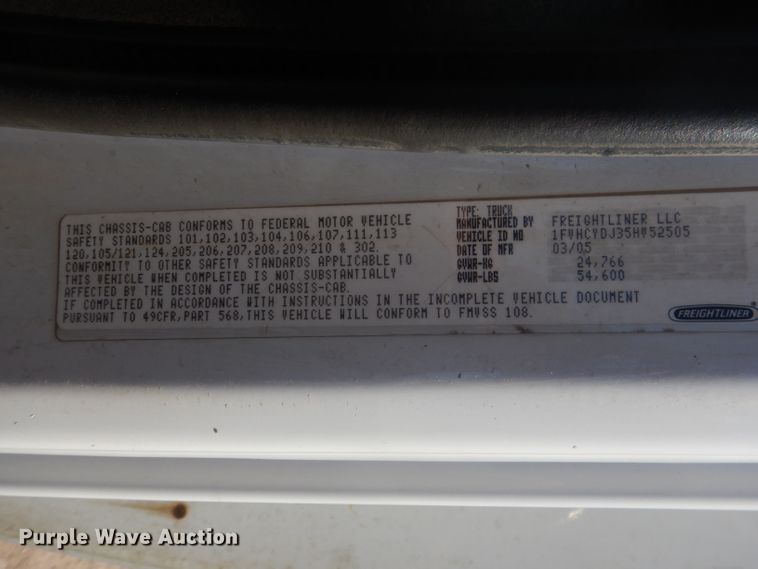 THIS CHASSIS-CAB CONFORMS TO FEDERAL MOTOR VEHICLE
SAFETY STANDARDS 101,102,103,104,106,107,111,113
120,105/121,124,205,206,207,208,209,210 & 302.
CONFORMITY TO OTHER SAFETY STANDARDS APPLICABLE TO
THIS VEHICLE WHEN COMPLETED IS NOT SUBSTANTIALLY
AFFECTED BY THE DESIGN OF THE CHASSIS-CAB.
IF COMPLETED IN ACCORDANCE WITH INSTRUCTIONS IN THE INCOMPLETE VEHICLE DOCUMENT
PURSUANT TO 49CFR,PART 568,THIS VEHICLE WILL CONFORM TO FMVSS 108.
TYPE: TRUCK
MANUFACTURED BY FREIGHTLINER LLC
VEHICLE ID NO 1FVHCYDJ35HV52505
DATE OF MFR 03/05
GVWR-KG 24,766
GVWR-LBS 54,600
FREIGHTLINER
Purple Wave Auction